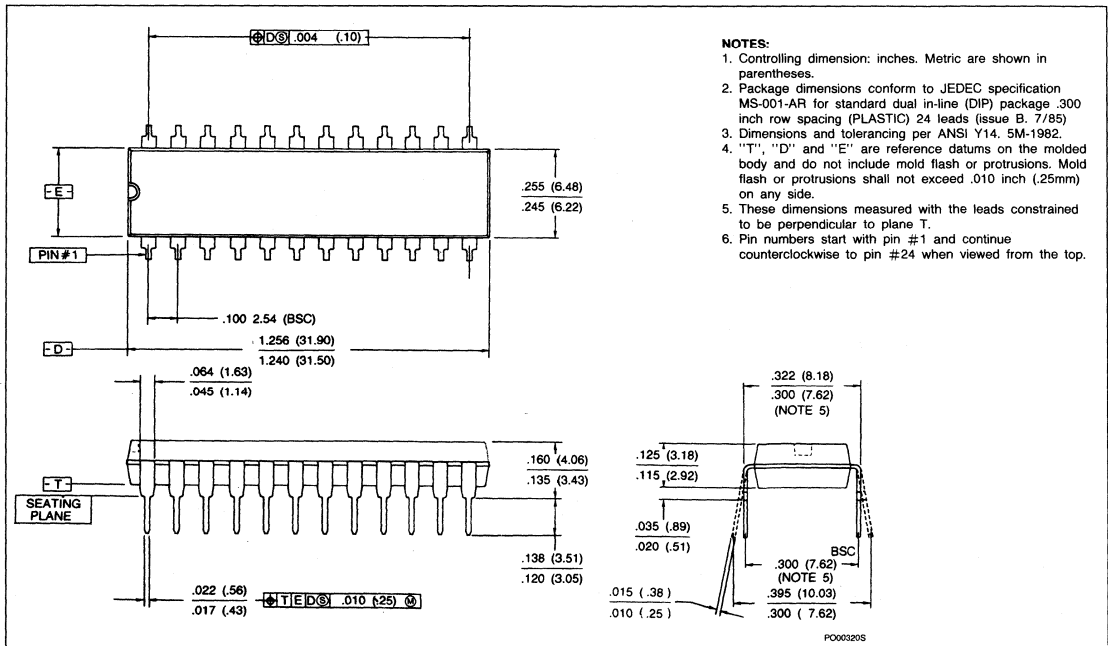 ⌖ D Ⓢ .004 (.10)
NOTES:
1. Controlling dimension: inches. Metric are shown in
parentheses.
2. Package dimensions conform to JEDEC specification
MS-001-AR for standard dual in-line (DIP) package .300
inch row spacing (PLASTIC) 24 leads (issue B. 7/85)
3. Dimensions and tolerancing per ANSI Y14. 5M-1982.
4. "T", "D" and "E" are reference datums on the molded
body and do not include mold flash or protrusions. Mold
flash or protrusions shall not exceed .010 inch (.25mm)
on any side.
5. These dimensions measured with the leads constrained
to be perpendicular to plane T.
6. Pin numbers start with pin #1 and continue
counterclockwise to pin #24 when viewed from the top.
-E-
.255 (6.48)
.245 (6.22)
PIN #1
.100 2.54 (BSC)
-D-
1.256 (31.90)
1.240 (31.50)
.064 (1.63)
.045 (1.14)
.160 (4.06)
.135 (3.43)
-T-
SEATING
PLANE
.138 (3.51)
.120 (3.05)
.022 (.56)
.017 (.43)
⌖ T E D Ⓢ .010 (.25) Ⓜ
.322 (8.18)
.300 (7.62)
(NOTE 5)
.125 (3.18)
.115 (2.92)
.035 (.89)
.020 (.51)
BSC
.300 (7.62)
(NOTE 5)
.015 (.38)
.010 (.25)
.395 (10.03)
.300 (7.62)
PO00320S